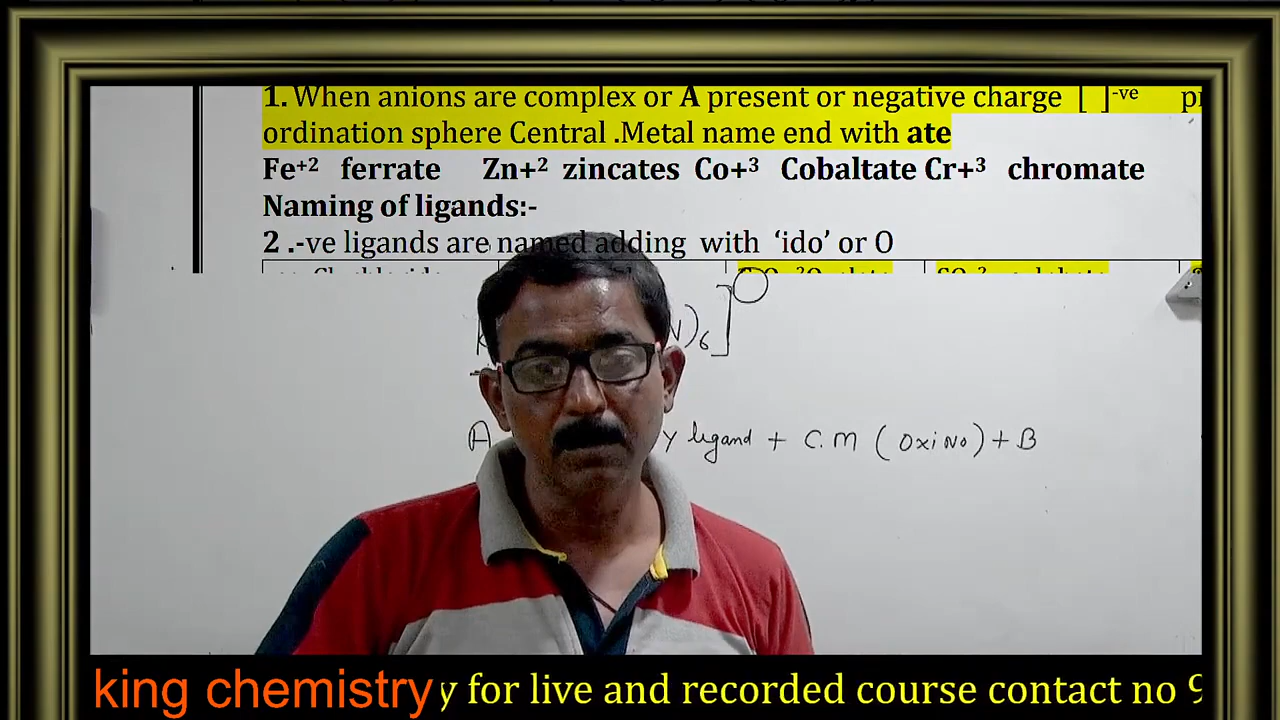 1. When anions are complex or A present or negative charge [ ]-ve
ordination sphere Central .Metal name end with ate
Fe+2 ferrate Zn+2 zincates Co+3 Cobaltate Cr+3 chromate
Naming of ligands:-
2 .-ve ligands are named adding with ‘ido’ or O
)6]
A y ligand + C.M (Oxi No) + B
king chemistry y for live and recorded course contact no 9